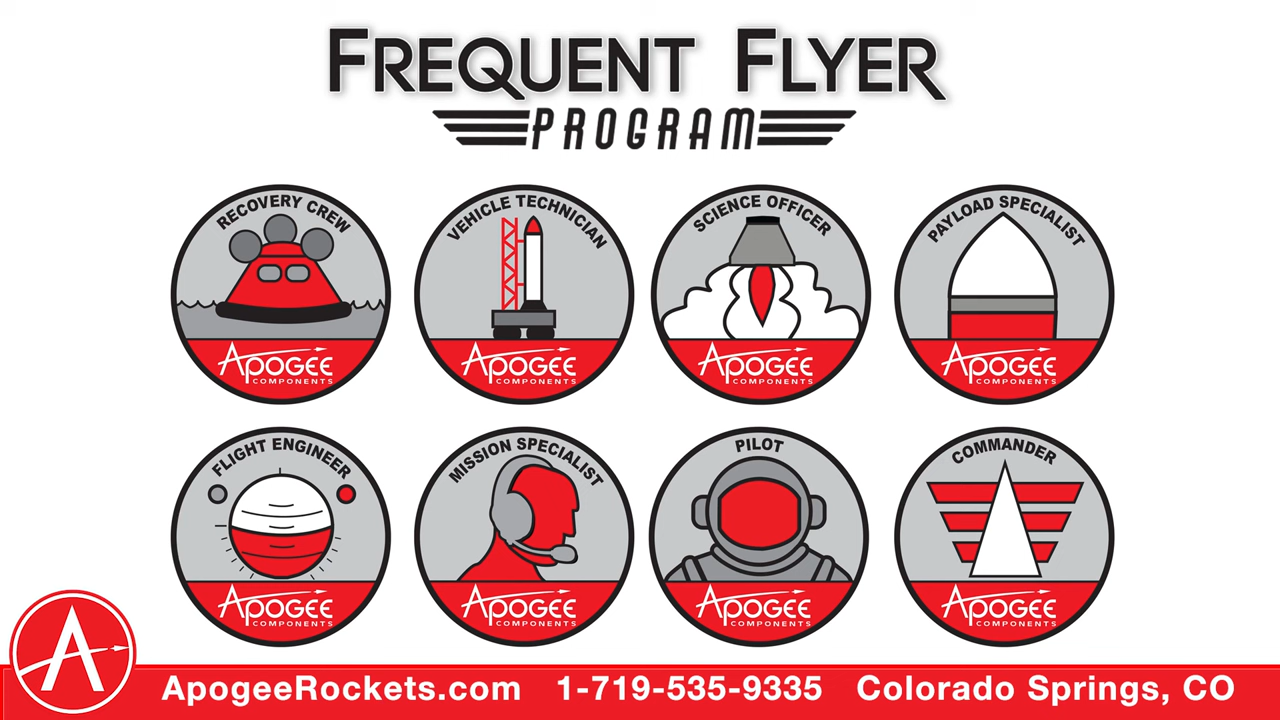 FREQUENT FLYER
PROGRAM
RECOVERY CREW
APOGEE
COMPONENTS
VEHICLE TECHNICIAN
APOGEE
COMPONENTS
SCIENCE OFFICER
APOGEE
COMPONENTS
PAYLOAD SPECIALIST
APOGEE
COMPONENTS
FLIGHT ENGINEER
APOGEE
COMPONENTS
MISSION SPECIALIST
APOGEE
COMPONENTS
PILOT
APOGEE
COMPONENTS
COMMANDER
APOGEE
COMPONENTS
A
ApogeeRockets.com 1-719-535-9335 Colorado Springs, CO